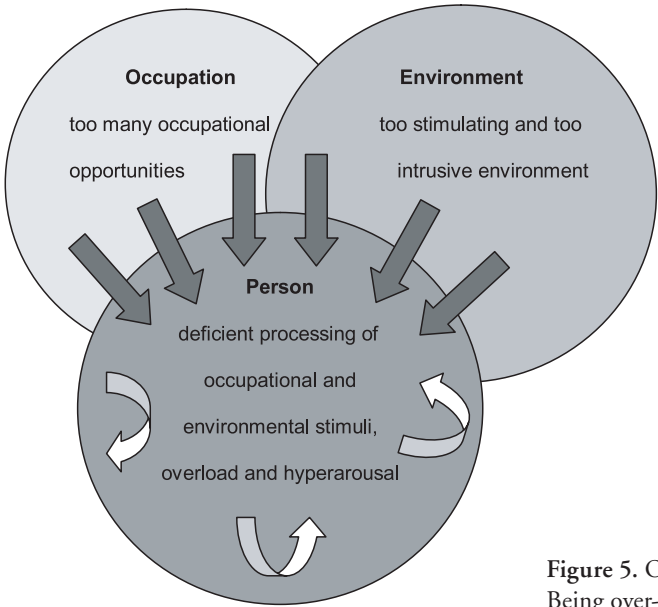 Occupation
too many occupational
opportunities
Environment
too stimulating and too
intrusive environment
Person
deficient processing of
occupational and
environmental stimuli,
overload and hyperarousal
Figure 5.
Being over-